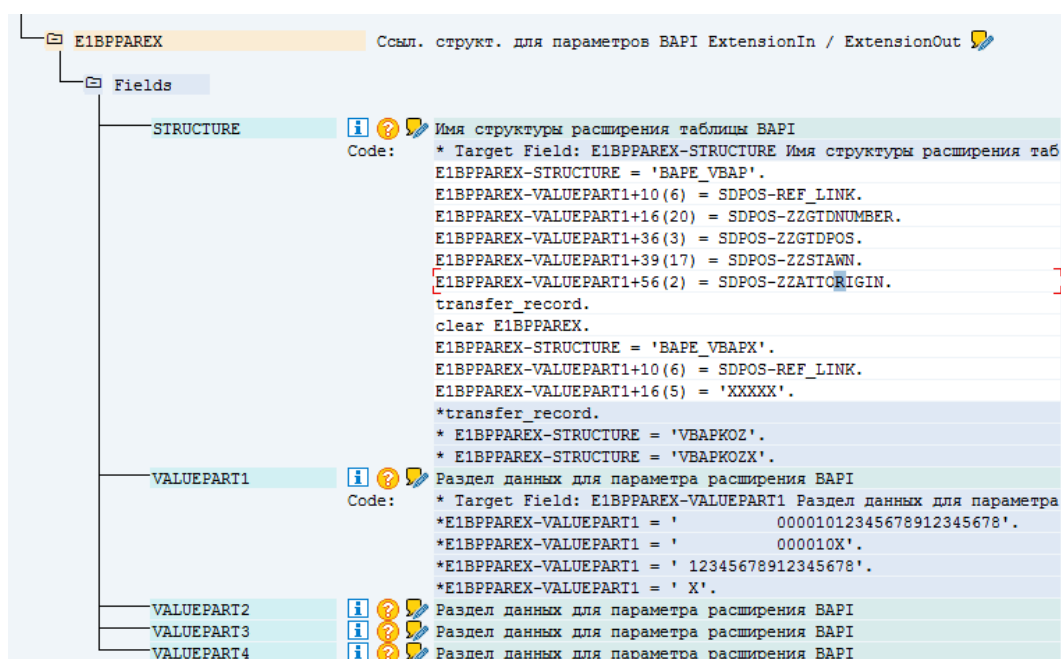 E1BPPAREX Ссыл. структ. для параметров BAPI ExtensionIn / ExtensionOut
Fields
STRUCTURE Имя структуры расширения таблицы BAPI
Code: * Target Field: E1BPPAREX-STRUCTURE Имя структуры расширения таб
E1BPPAREX-STRUCTURE = 'BAPE_VBAP'.
E1BPPAREX-VALUEPART1+10(6) = SDPOS-REF_LINK.
E1BPPAREX-VALUEPART1+16(20) = SDPOS-ZZGTDNUMBER.
E1BPPAREX-VALUEPART1+36(3) = SDPOS-ZZGTDPOS.
E1BPPAREX-VALUEPART1+39(17) = SDPOS-ZZSTAWN.
E1BPPAREX-VALUEPART1+56(2) = SDPOS-ZZATTORIGIN.
transfer_record.
clear E1BPPAREX.
E1BPPAREX-STRUCTURE = 'BAPE_VBAPX'.
E1BPPAREX-VALUEPART1+10(6) = SDPOS-REF_LINK.
E1BPPAREX-VALUEPART1+16(5) = 'XXXXX'.
*transfer_record.
* E1BPPAREX-STRUCTURE = 'VBAPKOZ'.
* E1BPPAREX-STRUCTURE = 'VBAPKOZX'.
VALUEPART1 Раздел данных для параметра расширения BAPI
Code: * Target Field: E1BPPAREX-VALUEPART1 Раздел данных для параметра
*E1BPPAREX-VALUEPART1 = '          00001012345678912345678'.
*E1BPPAREX-VALUEPART1 = '          000010X'.
*E1BPPAREX-VALUEPART1 = ' 12345678912345678'.
*E1BPPAREX-VALUEPART1 = ' X'.
VALUEPART2 Раздел данных для параметра расширения BAPI
VALUEPART3 Раздел данных для параметра расширения BAPI
VALUEPART4 Раздел данных для параметра расширения BAPI